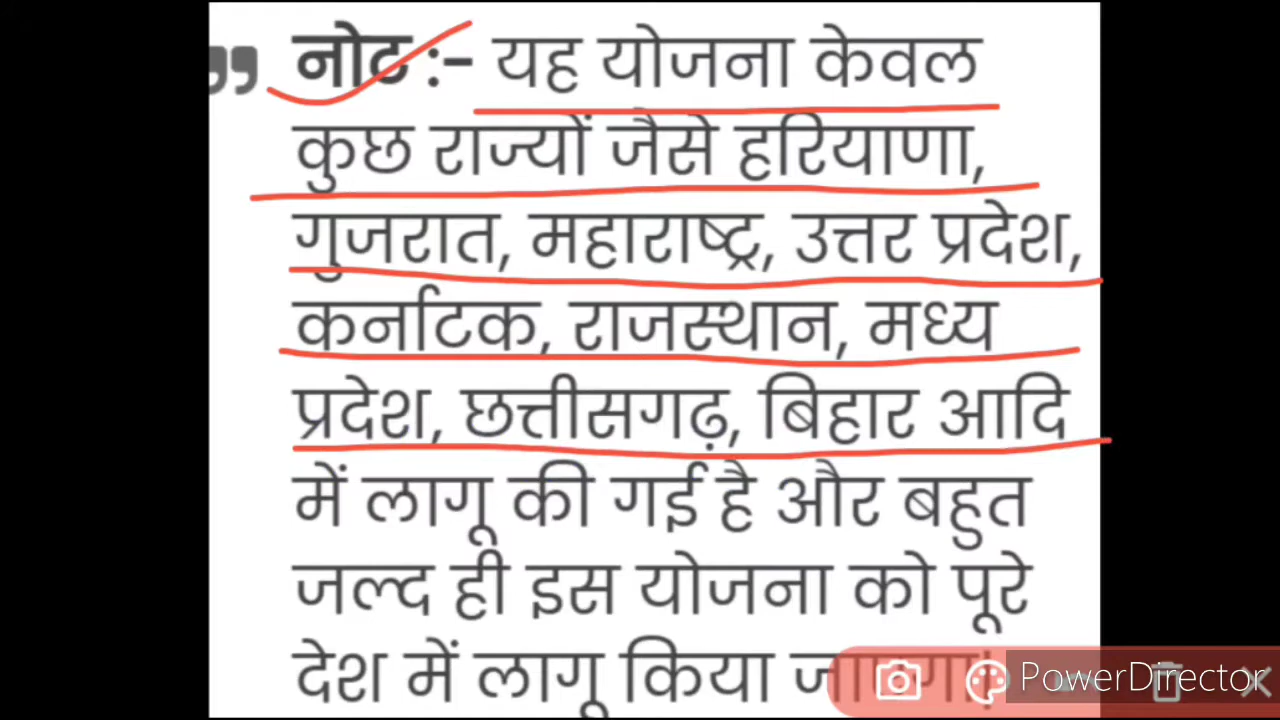 ” नोट :- यह योजना केवल
कुछ राज्यों जैसे हरियाणा,
गुजरात, महाराष्ट्र, उत्तर प्रदेश,
कर्नाटक, राजस्थान, मध्य
प्रदेश, छत्तीसगढ़, बिहार आदि
में लागू की गई है और बहुत
जल्द ही इस योजना को पूरे
देश में लागू किया जाएगा|
PowerDirector